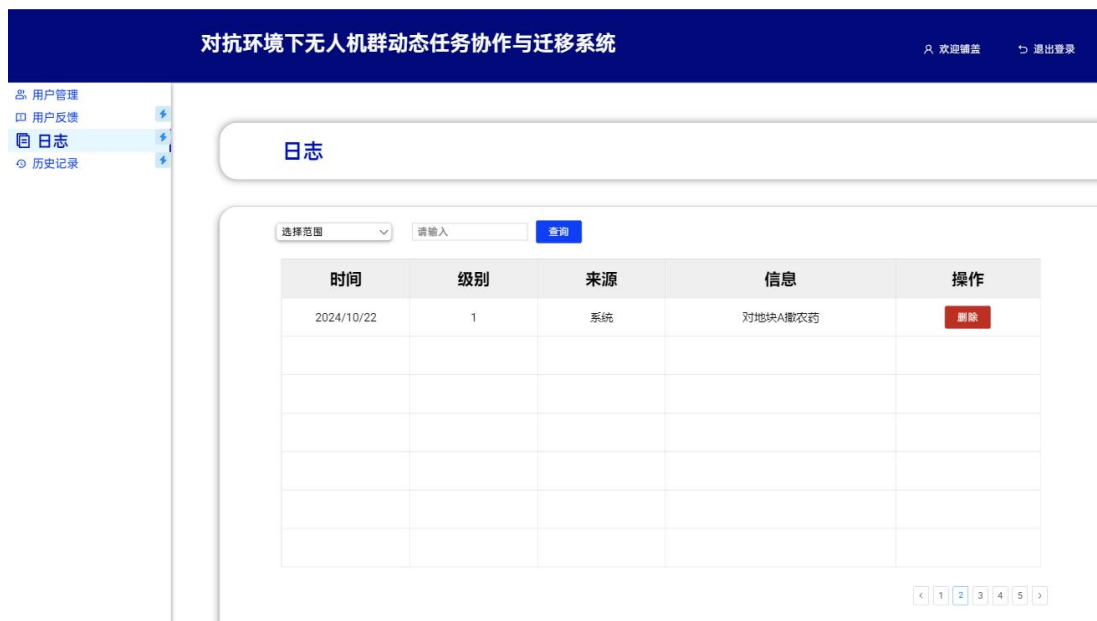 对抗环境下无人机群动态任务协作与迁移系统
欢迎辅盖 退出登录
用户管理
用户反馈
日志
历史记录
日志
选择范围 请输入 查询
时间 级别 来源 信息 操作
2024/10/22 1 系统 对地块A撒农药 删除
< 1 2 3 4 5 >